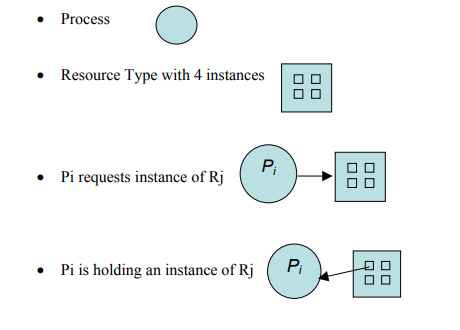 • Process
• Resource Type with 4 instances
• Pi requests instance of Rj
Pi
• Pi is holding an instance of Rj
Pi